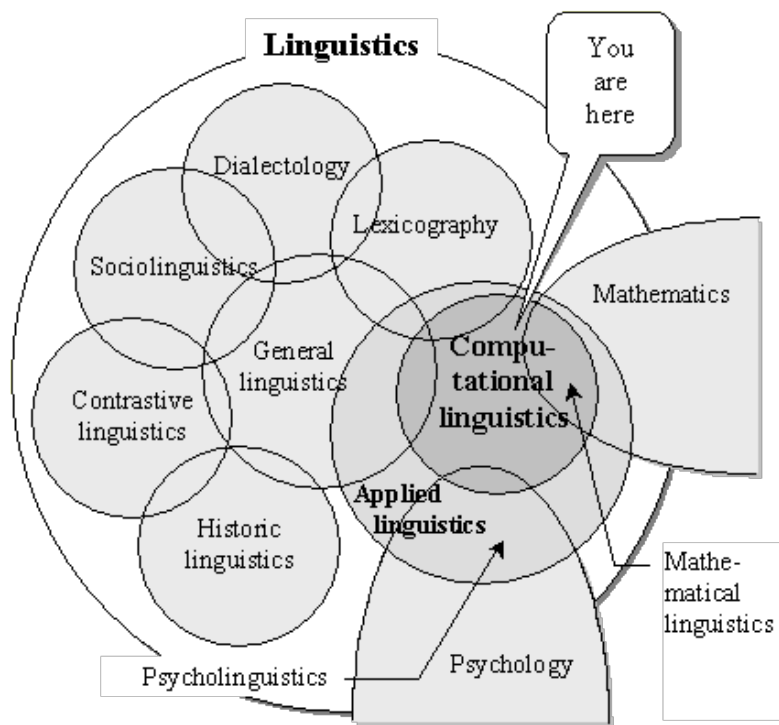 Linguistics
You
are
here
Dialectology
Lexicography
Sociolinguistics
Mathematics
General
linguistics
Compu-
tational
linguistics
Contrastive
linguistics
Applied
linguistics
Historic
linguistics
Mathe-
matical
linguistics
Psycholinguistics
Psychology